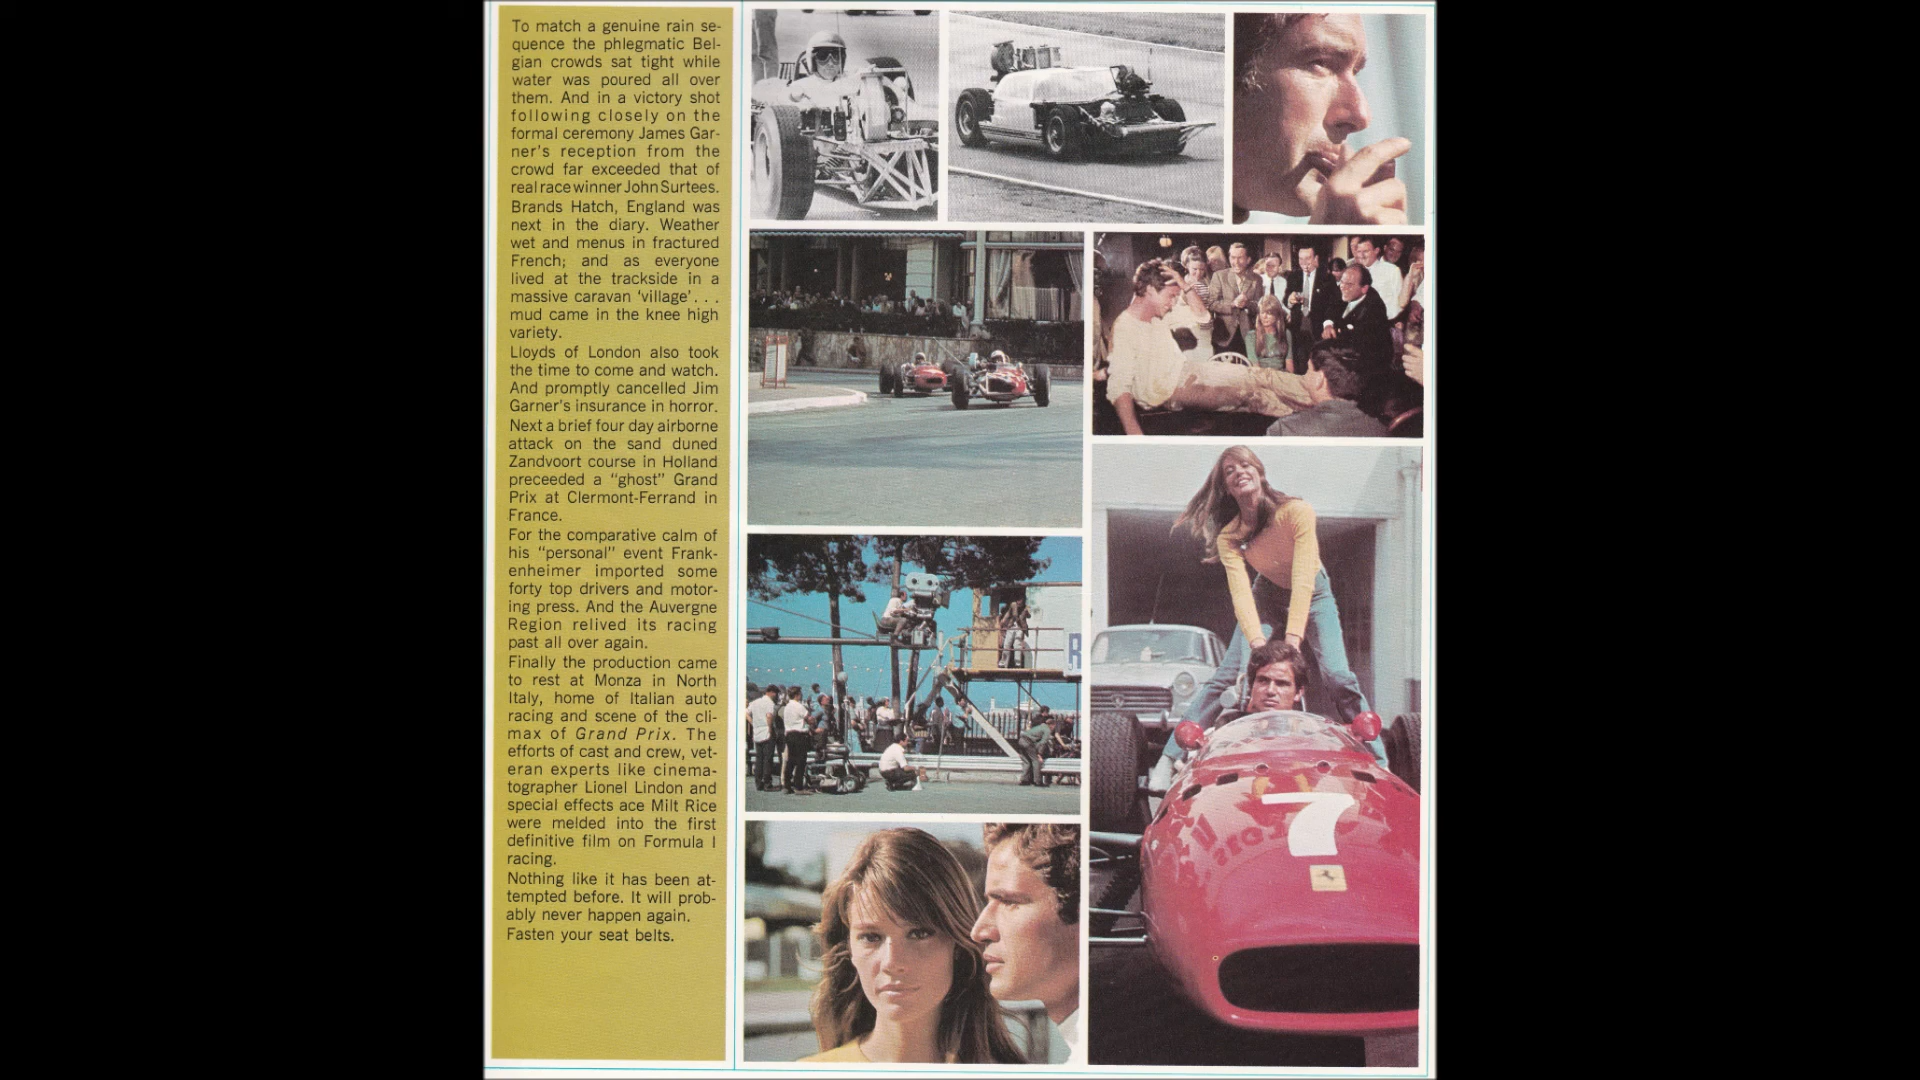 To match a genuine rain se-
quence the phlegmatic Bel-
gian crowds sat tight while
water was poured all over
them. And in a victory shot
following closely on the
formal ceremony James Gar-
ner's reception from the
crowd far exceeded that of
real race winner John Surtees.
Brands Hatch, England was
next in the diary. Weather
wet and menus in fractured
French; and as everyone
lived at the trackside in a
massive caravan 'village'. . .
mud came in the knee high
variety.
Lloyds of London also took
the time to come and watch.
And promptly cancelled Jim
Garner's insurance in horror.
Next a brief four day airborne
attack on the sand duned
Zandvoort course in Holland
preceeded a "ghost" Grand
Prix at Clermont-Ferrand in
France.
For the comparative calm of
his "personal" event Frank-
enheimer imported some
forty top drivers and motor-
ing press. And the Auvergne
Region relived its racing
past all over again.
Finally the production came
to rest at Monza in North
Italy, home of Italian auto
racing and scene of the cli-
max of Grand Prix. The
efforts of cast and crew, vet-
eran experts like cinema-
tographer Lionel Lindon and
special effects ace Milt Rice
were melded into the first
definitive film on Formula I
racing.
Nothing like it has been at-
tempted before. It will prob-
ably never happen again.
Fasten your seat belts.
R
7